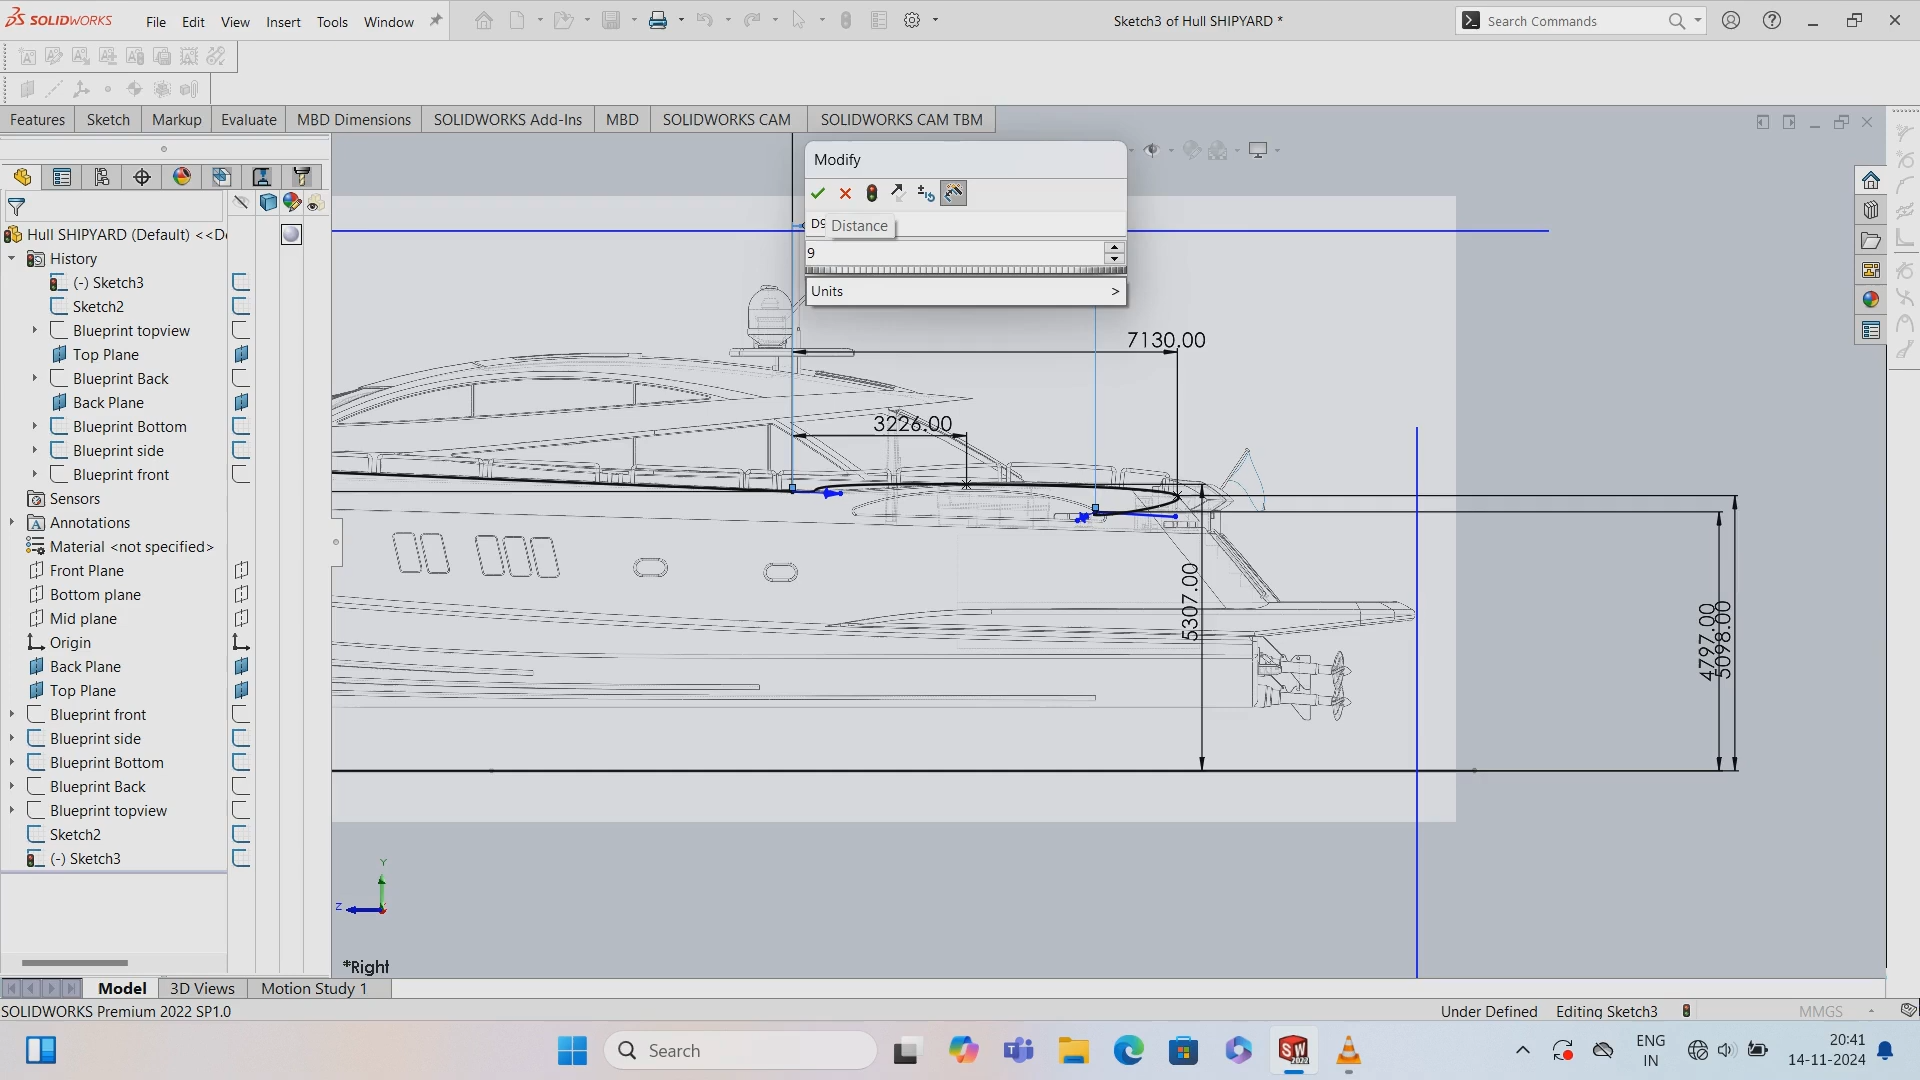 SOLIDWORKS
File Edit View Insert Tools Window
Sketch3 of Hull SHIPYARD *
Search Commands
Features Sketch Markup Evaluate MBD Dimensions SOLIDWORKS Add-Ins MBD SOLIDWORKS CAM SOLIDWORKS CAM TBM
Modify
D9
Distance
9
Units >
Hull SHIPYARD (Default) <<D
History
(-) Sketch3
Sketch2
Blueprint topview
Top Plane
Blueprint Back
Back Plane
Blueprint Bottom
Blueprint side
Blueprint front
Sensors
Annotations
Material <not specified>
Front Plane
Bottom plane
Mid plane
Origin
Back Plane
Top Plane
Blueprint front
Blueprint side
Blueprint Bottom
Blueprint Back
Blueprint topview
Sketch2
(-) Sketch3
7130.00
3226.00
5307.00
4797.00
5098.00
Y
Z
*Right
Model 3D Views Motion Study 1
SOLIDWORKS Premium 2022 SP1.0
Under Defined Editing Sketch3 MMGS
Search
SW
2022
ENG
IN
20:41
14-11-2024